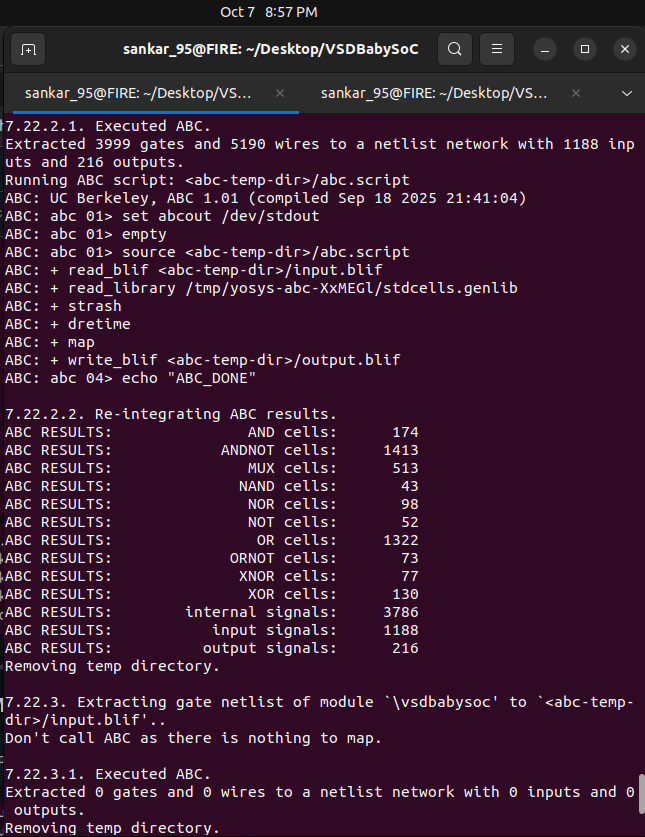 Oct 7 8:57 PM
sankar_95@FIRE: ~/Desktop/VSDBabySoC
sankar_95@FIRE: ~/Desktop/VS... × sankar_95@FIRE: ~/Desktop/VS... ×
7.22.2.1. Executed ABC.
Extracted 3999 gates and 5190 wires to a netlist network with 1188 inp
uts and 216 outputs.
Running ABC script: <abc-temp-dir>/abc.script
ABC: UC Berkeley, ABC 1.01 (compiled Sep 18 2025 21:41:04)
ABC: abc 01> set abcout /dev/stdout
ABC: abc 01> empty
ABC: abc 01> source <abc-temp-dir>/abc.script
ABC: + read_blif <abc-temp-dir>/input.blif
ABC: + read_library /tmp/yosys-abc-XxMEGl/stdcells.genlib
ABC: + strash
ABC: + dretime
ABC: + map
ABC: + write_blif <abc-temp-dir>/output.blif
ABC: abc 04> echo "ABC_DONE"
7.22.2.2. Re-integrating ABC results.
ABC RESULTS: AND cells: 174
ABC RESULTS: ANDNOT cells: 1413
ABC RESULTS: MUX cells: 513
ABC RESULTS: NAND cells: 43
ABC RESULTS: NOR cells: 98
ABC RESULTS: NOT cells: 52
ABC RESULTS: OR cells: 1322
ABC RESULTS: ORNOT cells: 73
ABC RESULTS: XNOR cells: 77
ABC RESULTS: XOR cells: 130
ABC RESULTS: internal signals: 3786
ABC RESULTS: input signals: 1188
ABC RESULTS: output signals: 216
Removing temp directory.
7.22.3. Extracting gate netlist of module `\vsdbabysoc' to `<abc-temp-
dir>/input.blif'..
Don't call ABC as there is nothing to map.
7.22.3.1. Executed ABC.
Extracted 0 gates and 0 wires to a netlist network with 0 inputs and 0
outputs.
Removing temp directory.